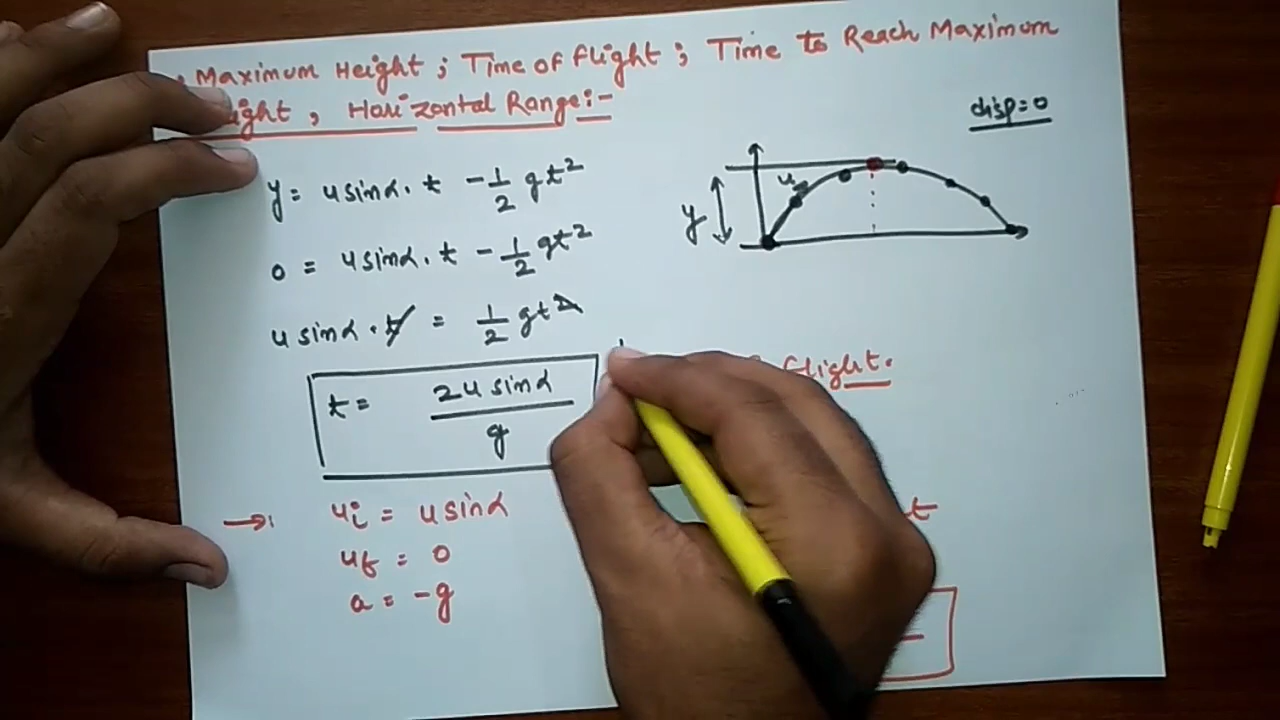 Maximum Height ; Time of flight ; Time to Reach Maximum
, Horizontal Range:-
disp=0
y= u sinα. t - 1/2 gt²
u
y
0 = u sinα. t - 1/2 gt²
u sinα . t = 1/2 gt²
flight.
t = 2u sinα / g
→ ui = u sinα
uf = 0
a = -g